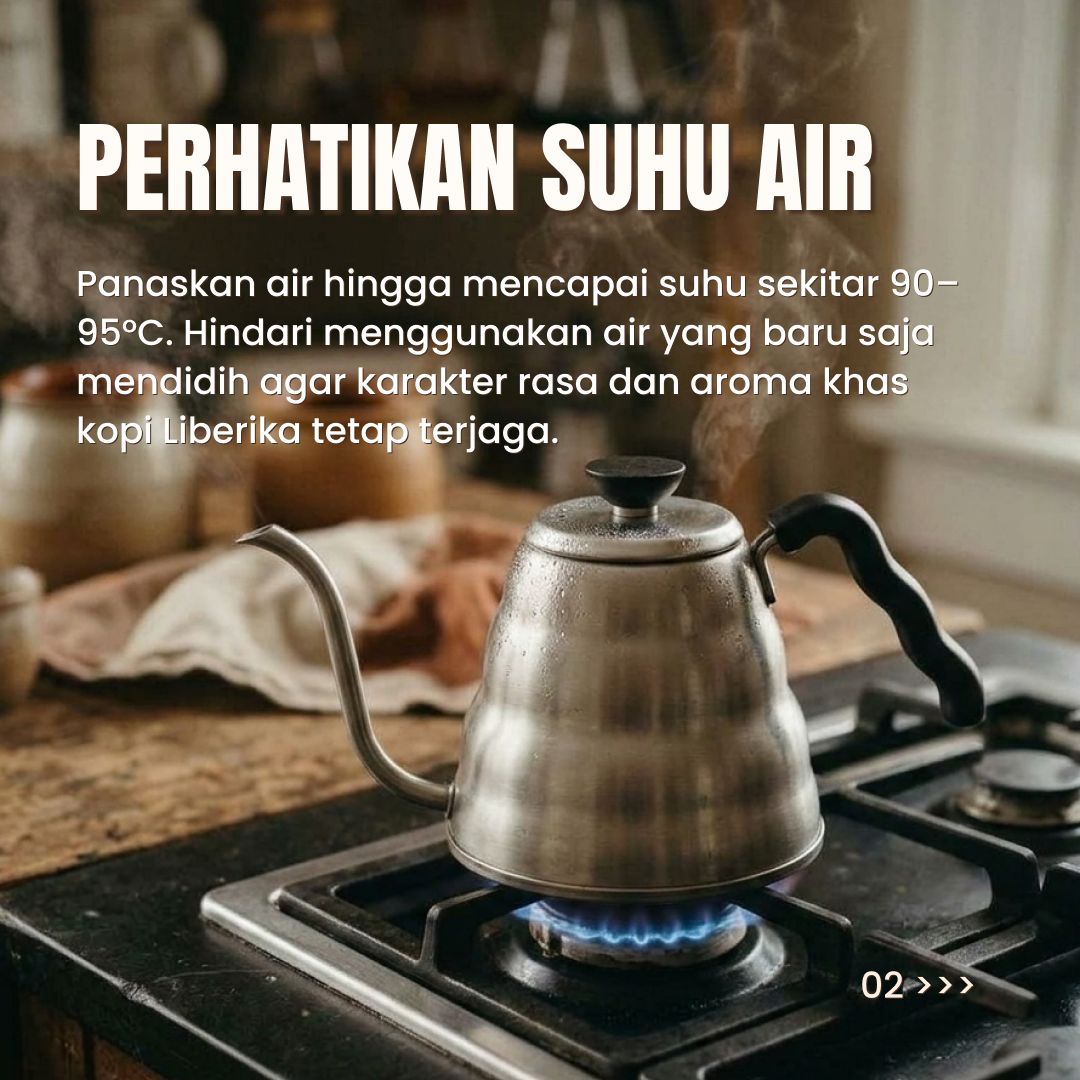 PERHATIKAN SUHU AIR
Panaskan air hingga mencapai suhu sekitar 90–
95°C. Hindari menggunakan air yang baru saja
mendidih agar karakter rasa dan aroma khas
kopi Liberika tetap terjaga.
02 >>>